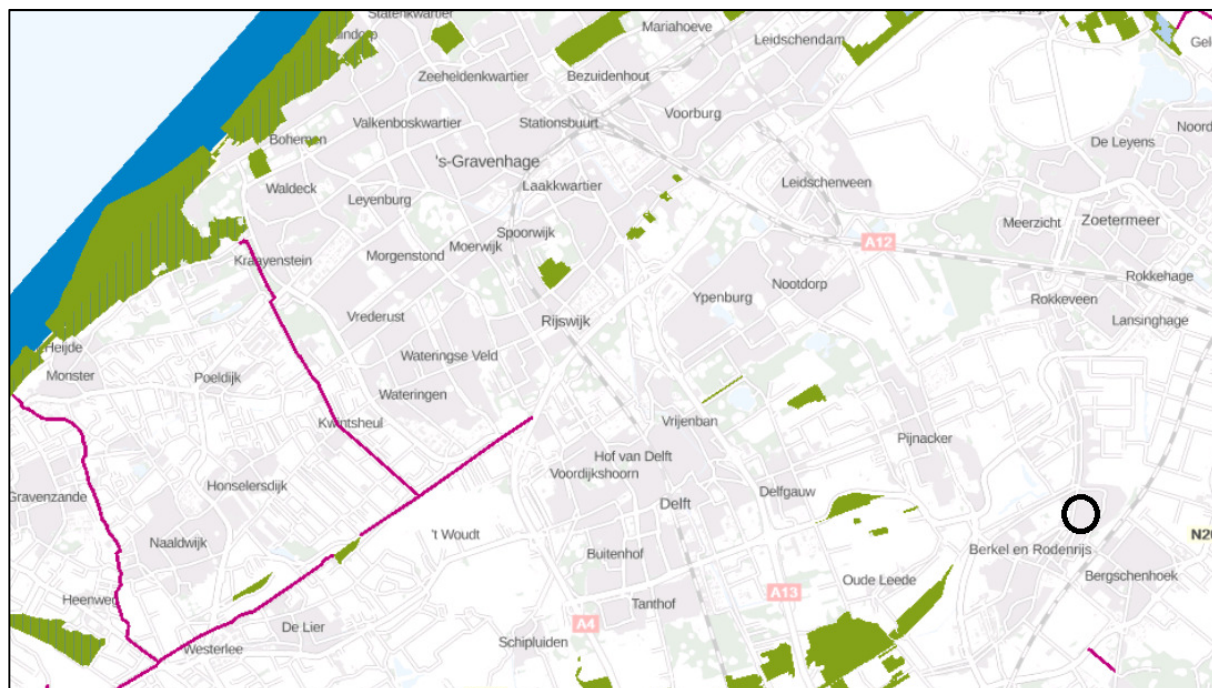 Statenkwartier
Mariahoeve
Leidschendam
Zeeheldenkwartier
Bezuidenhout
Valkenboskwartier
Stationsbuurt
Voorburg
Bohemen
De Leyens
Noord
's-Gravenhage
Waldeck
Laakkwartier
Leidschenveen
Leyenburg
Meerzicht
Zoetermeer
Spoorwijk
A12
Moerwijk
Morgenstond
Kraayenstein
Rokkehage
Nootdorp
Ypenburg
Rokkeveen
Vrederust
Rijswijk
Lansinghage
Heijde
Wateringse Veld
Monster
Poeldijk
Wateringen
Kwintsheul
Vrijenban
Pijnacker
Hof van Delft
Voordijkshoorn
Honselersdijk
Delfgauw
Gravenzande
Delft
't Woudt
N20
Naaldwijk
Buitenhof
Berkel en Rodenrijs
Oude Leede
Bergschenhoek
Heenweg
A13
Tanthof
De Lier
A4
Schipluiden
Westerlee